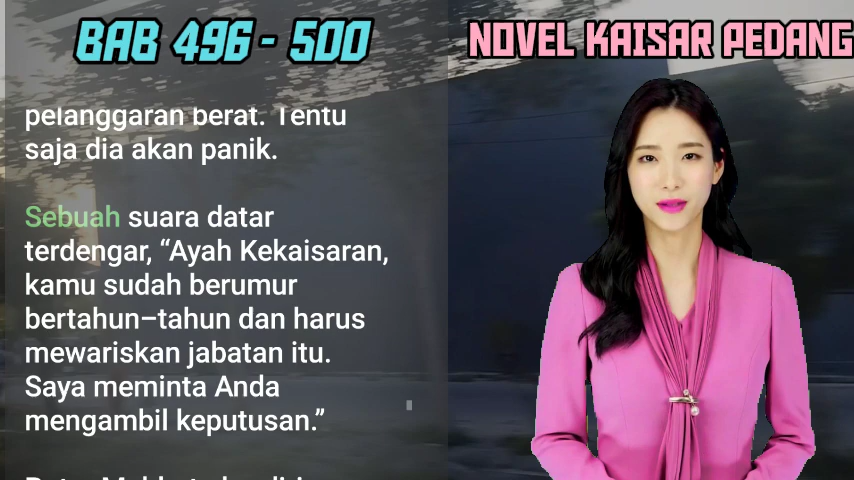 BAB 496 - 500
NOVEL KAISAR PEDANG
pelanggaran berat. Tentu
saja dia akan panik.
Sebuah suara datar
terdengar, “Ayah Kekaisaran,
kamu sudah berumur
bertahun–tahun dan harus
mewariskan jabatan itu.
Saya meminta Anda
mengambil keputusan.”